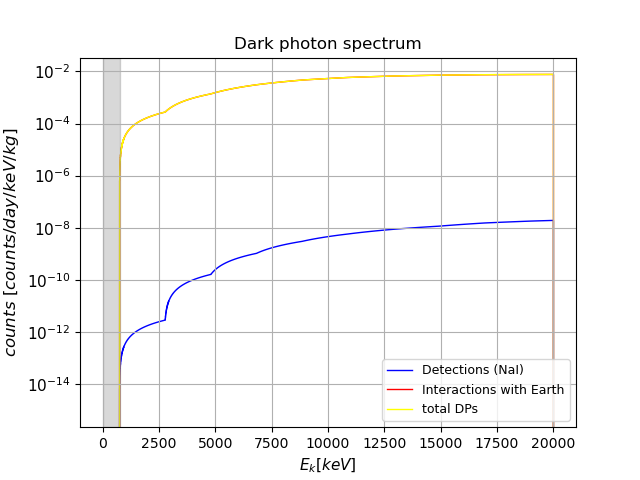 Dark photon spectrum
counts [counts/day/keV/kg]
10⁻²
10⁻⁴
10⁻⁶
10⁻⁸
10⁻¹⁰
10⁻¹²
10⁻¹⁴
Detections (NaI)
Interactions with Earth
total DPs
0 2500 5000 7500 10000 12500 15000 17500 20000
Eₖ[keV]